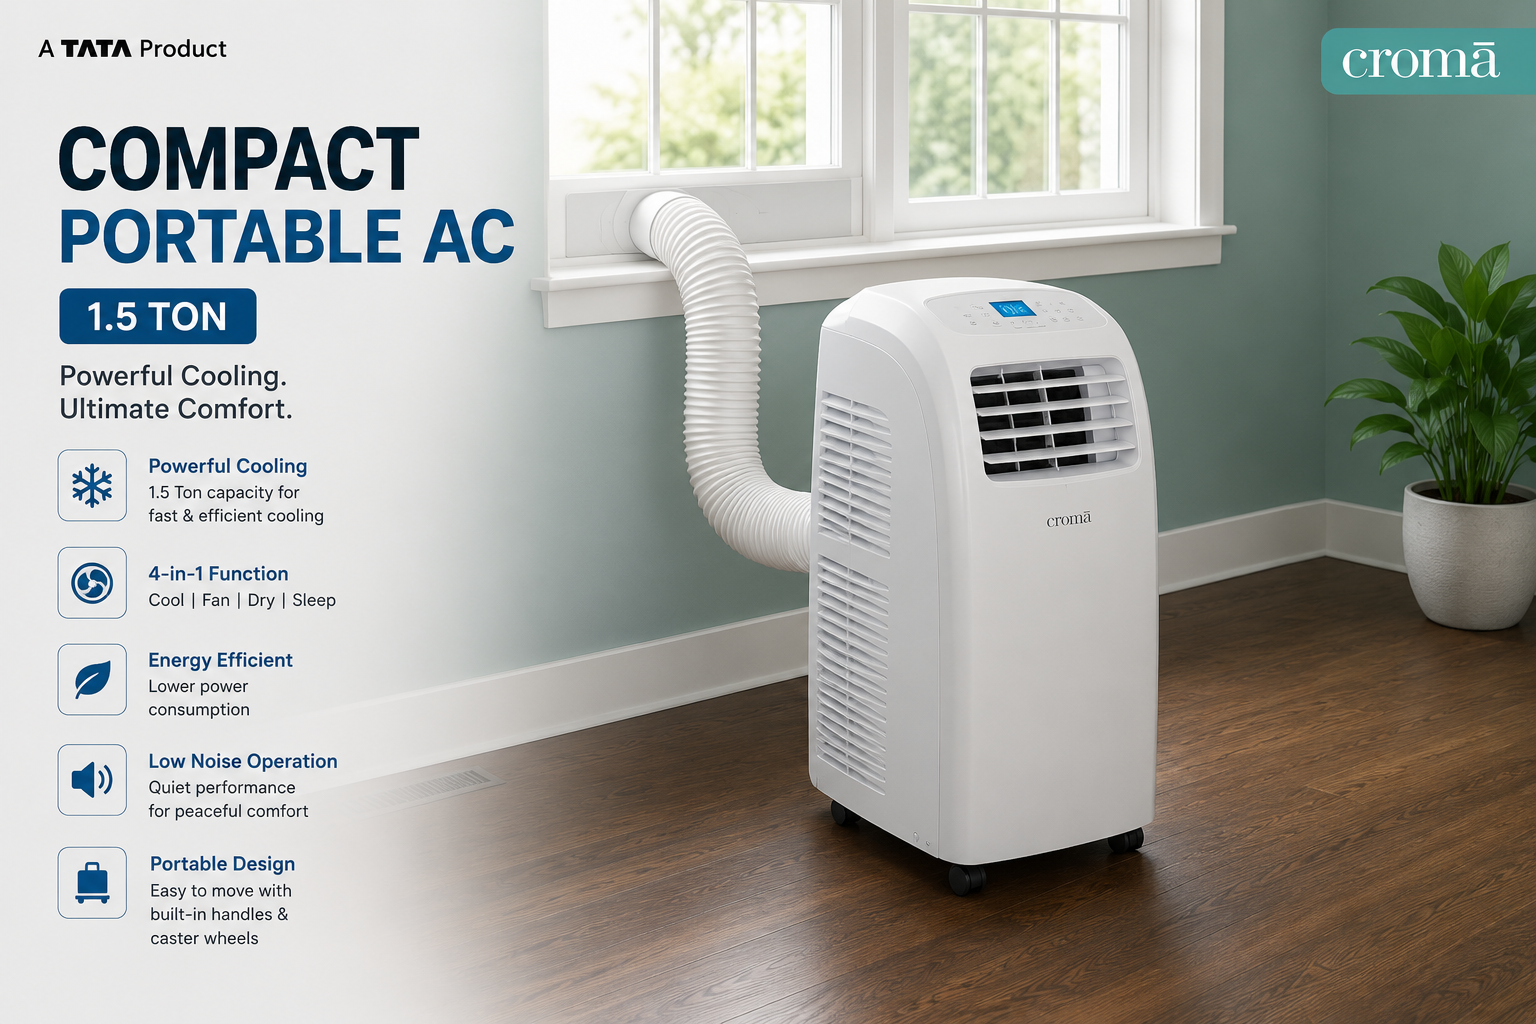 A TATA Product
cromā
COMPACT
PORTABLE AC
1.5 TON
Powerful Cooling.
Ultimate Comfort.
Powerful Cooling
1.5 Ton capacity for
fast & efficient cooling
4-in-1 Function
Cool | Fan | Dry | Sleep
Energy Efficient
Lower power
consumption
Low Noise Operation
Quiet performance
for peaceful comfort
Portable Design
Easy to move with
built-in handles &
caster wheels
cromā